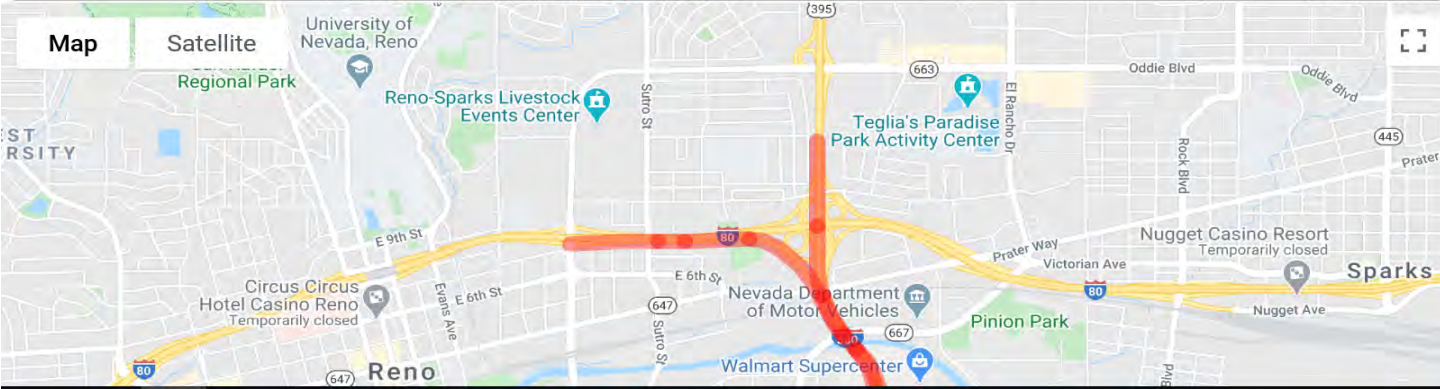 395
University of
Nevada, Reno
Map
Satellite
Regional Park
663
Oddie Blvd
Oddie Blvd
Reno-Sparks Livestock
Events Center
Sutro St
El Rancho Dr
Teglia's Paradise
Park Activity Center
445
Rock Blvd
Prater
EST
RSITY
E 9th St
80
Nugget Casino Resort
Temporarily closed
Prater Way
Victorian Ave
Sparks
E 6th St
Circus Circus
Hotel Casino Reno
Temporarily closed
E 6th St
Evans Ave
647
Sutro St
Nevada Department
of Motor Vehicles
80
Nugget Ave
667
Pinion Park
Walmart Supercenter
80
647
Reno